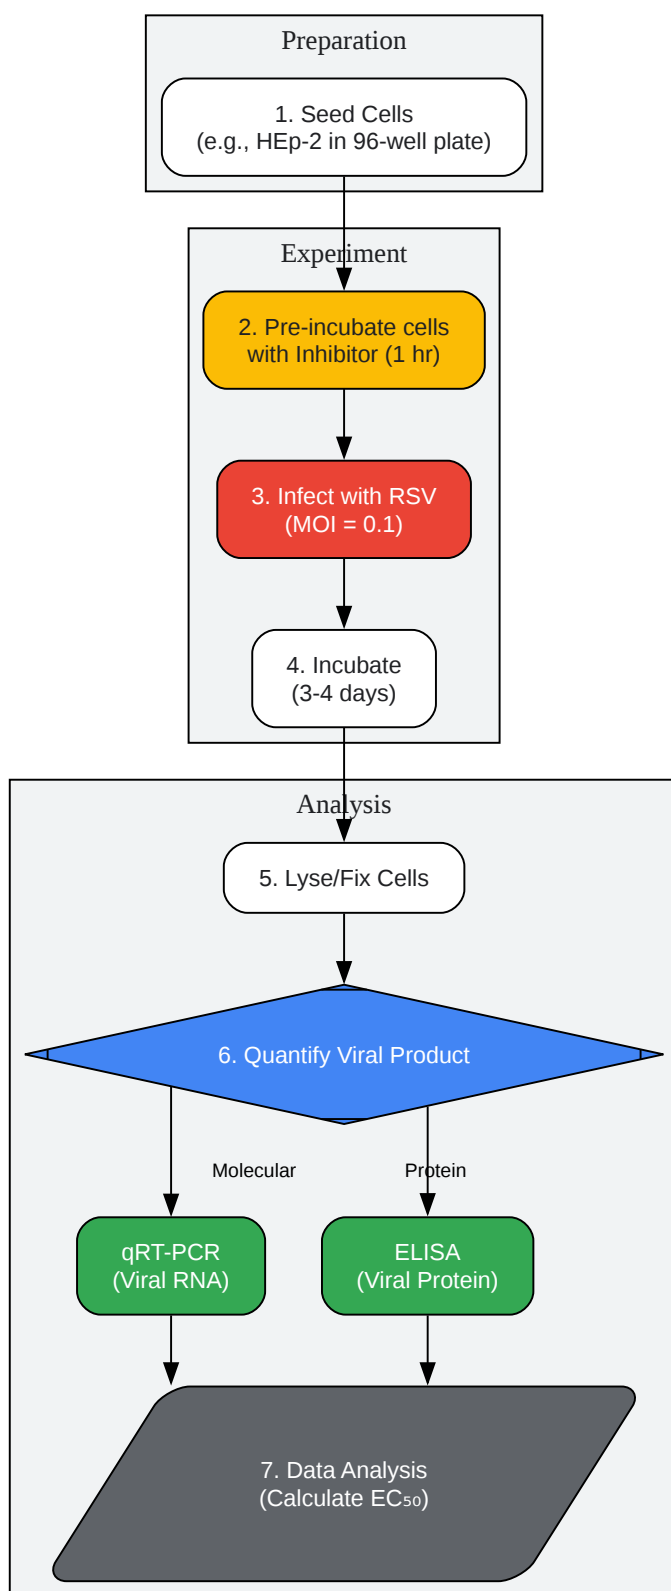 Preparation
1. Seed Cells
(e.g., HEp-2 in 96-well plate)
Experiment
2. Pre-incubate cells
with Inhibitor (1 hr)
3. Infect with RSV
(MOI = 0.1)
4. Incubate
(3-4 days)
Analysis
5. Lyse/Fix Cells
6. Quantify Viral Product
Molecular
Protein
qRT-PCR
(Viral RNA)
ELISA
(Viral Protein)
7. Data Analysis
(Calculate EC₅₀)